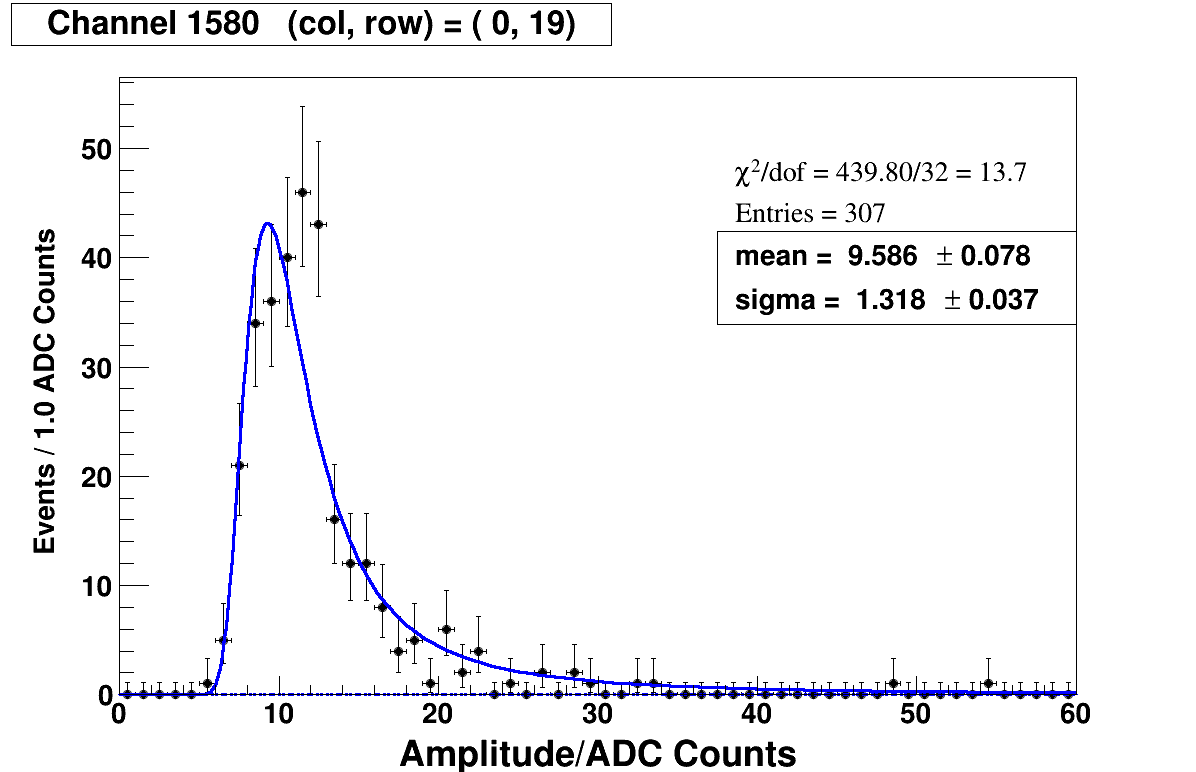 Channel 1580 (col, row) = ( 0, 19)
χ²/dof = 439.80/32 = 13.7
Entries = 307
mean = 9.586 ± 0.078
sigma = 1.318 ± 0.037
Events / 1.0 ADC Counts
50
40
30
20
10
0
0 10 20 30 40 50 60
Amplitude/ADC Counts